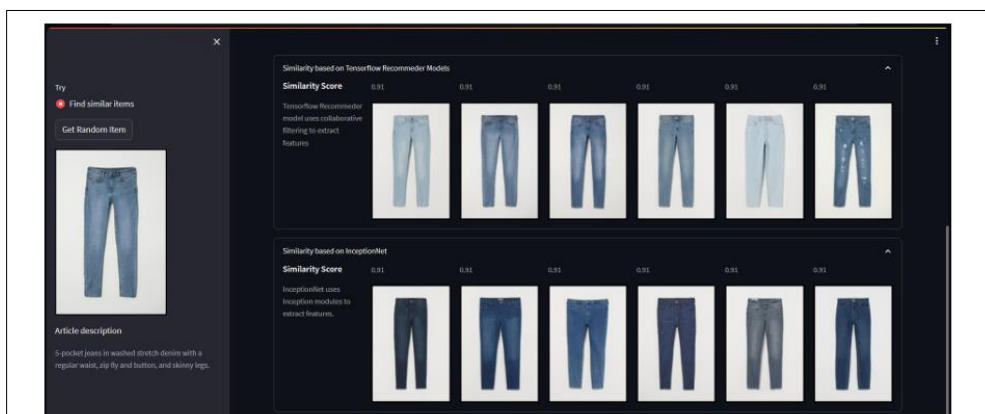 ×
Try
Find similar items
Get Random Item
Article description
5-pocket jeans in washed stretch denim with a
regular waist, zip fly and button, and skinny legs.
Similarity based on Tensorflow Recommeder Models
Similarity Score 0.91 0.91 0.91 0.91 0.91 0.91
Tensorflow Recommeder
model uses collaborative
filtering to extract
features
Similarity based on InceptionNet
Similarity Score 0.91 0.91 0.91 0.91 0.91 0.91
InceptionNet uses
Inception modules to
extract features.